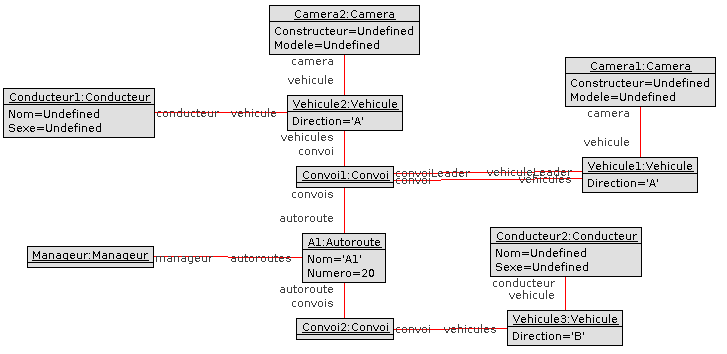 Camera2:Camera
Constructeur=Undefined
Modele=Undefined
camera
vehicule
Camera1:Camera
Constructeur=Undefined
Modele=Undefined
camera
vehicule
Conducteur1:Conducteur
Nom=Undefined
Sexe=Undefined
conducteur vehicule
Vehicule2:Vehicule
Direction='A'
vehicules
convoi
Convoi1:Convoi
convoiLeader vehiculeLeader
convoi vehicules
Vehicule1:Vehicule
Direction='A'
convois
autoroute
Manageur:Manageur
manageur autoroutes
A1:Autoroute
Nom='A1'
Numero=20
Conducteur2:Conducteur
Nom=Undefined
Sexe=Undefined
conducteur
vehicule
autoroute
convois
Convoi2:Convoi
convoi vehicules
Vehicule3:Vehicule
Direction='B'